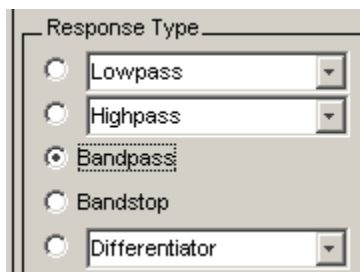 Response Type
Lowpass
Highpass
Bandpass
Bandstop
Differentiator